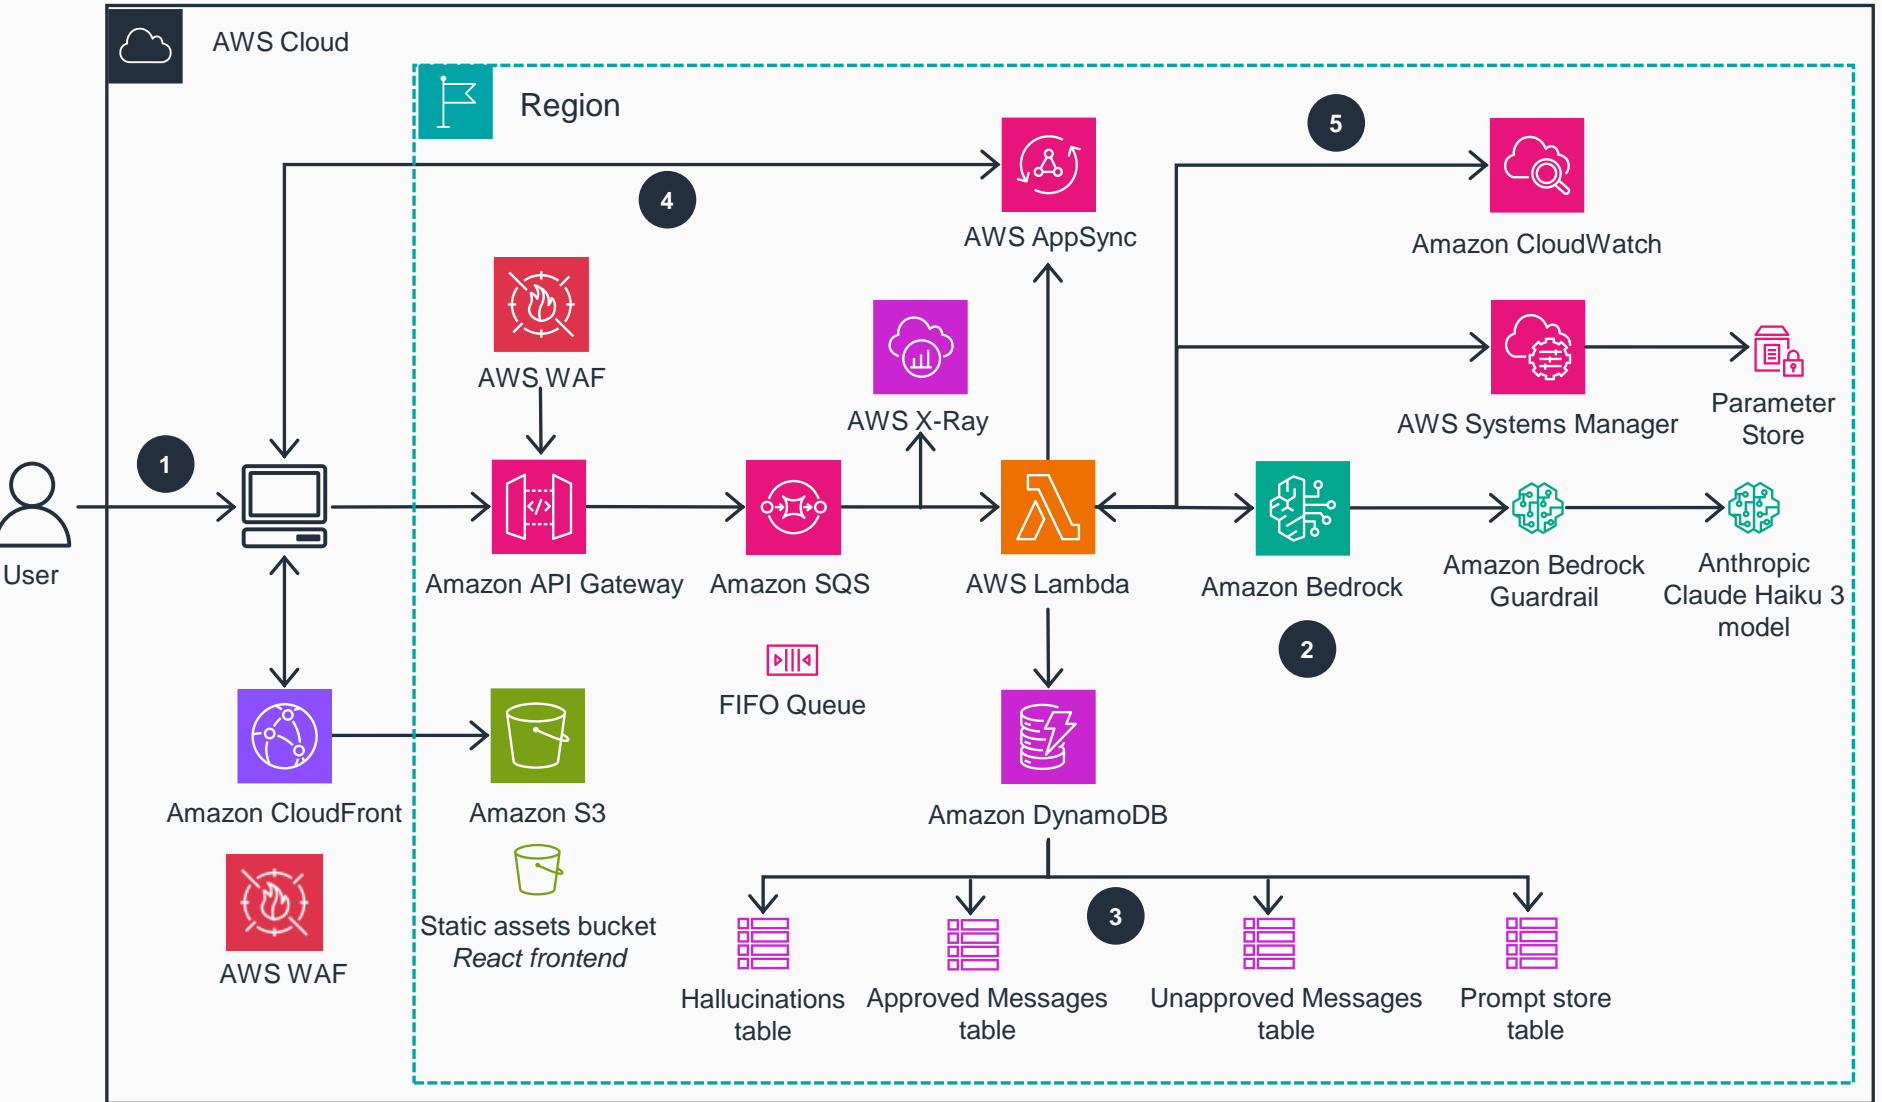 AWS Cloud
Region
5
4
AWS AppSync
Amazon CloudWatch
AWS WAF
AWS X-Ray
AWS Systems Manager
Parameter
Store
1
User
</>
Amazon API Gateway
Amazon SQS
AWS Lambda
Amazon Bedrock
Amazon Bedrock
Guardrail
Anthropic
Claude Haiku 3
model
2
FIFO Queue
Amazon CloudFront
Amazon S3
Amazon DynamoDB
AWS WAF
Static assets bucket
React frontend
3
Hallucinations
table
Approved Messages
table
Unapproved Messages
table
Prompt store
table